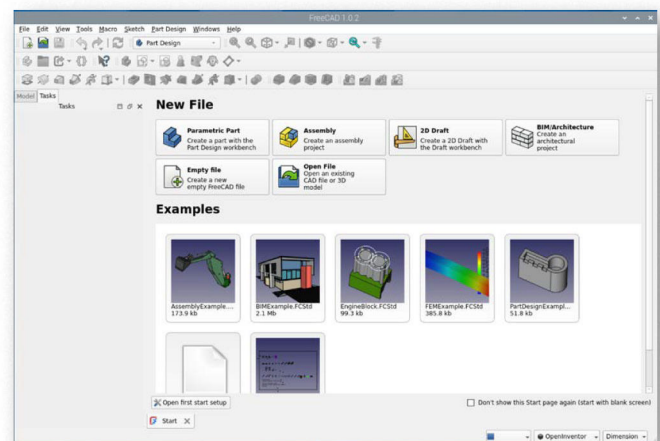 FreeCAD 1.0.2
File Edit View Tools Macro Sketch Part Design Windows Help
Part Design
Model Tasks
Tasks
New File
Parametric Part
Create a part with the
Part Design workbench
Assembly
Create an assembly
project
2D Draft
Create a 2D Draft with
the Draft workbench
BIM/Architecture
Create an
architectural
project
Empty file
Create a new
empty FreeCAD file
Open File
Open an existing
CAD file or 3D
model
Examples
AssemblyExample....
173.9 kb
BIMExample.FCStd
2.1 Mb
EngineBlock.FCStd
99.3 kb
FEMExample.FCStd
385.8 kb
PartDesignExampl...
51.8 kb
Open first start setup
Don't show this Start page again (start with blank screen)
Start
OpenInventor
Dimension